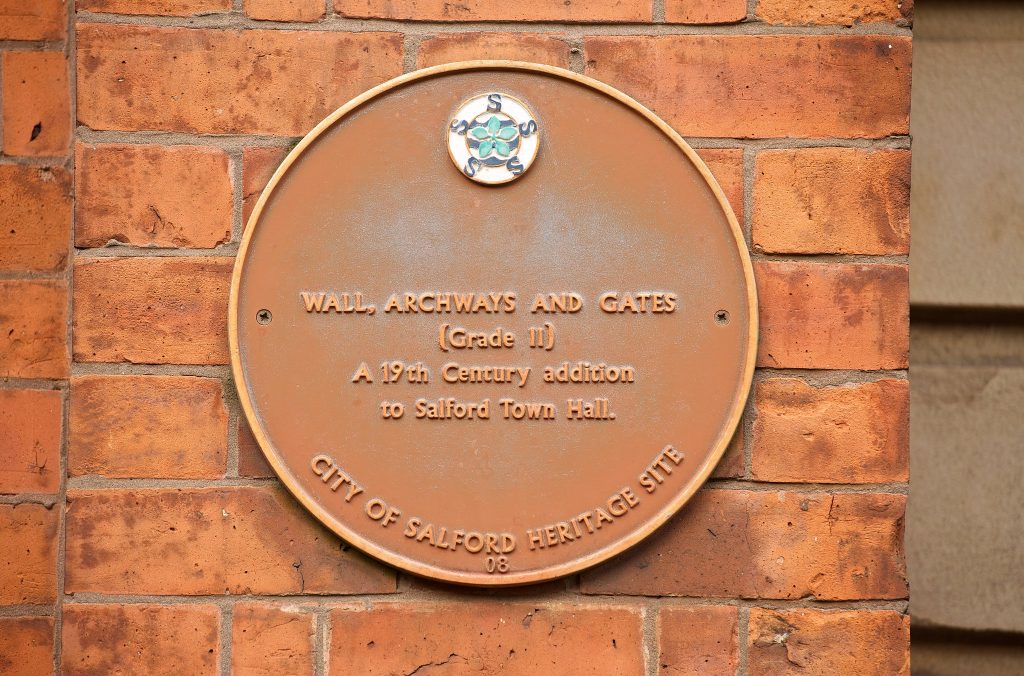 S S S S S
WALL, ARCHWAYS AND GATES
(Grade II)
A 19th Century addition
to Salford Town Hall.
CITY OF SALFORD HERITAGE SITE
08